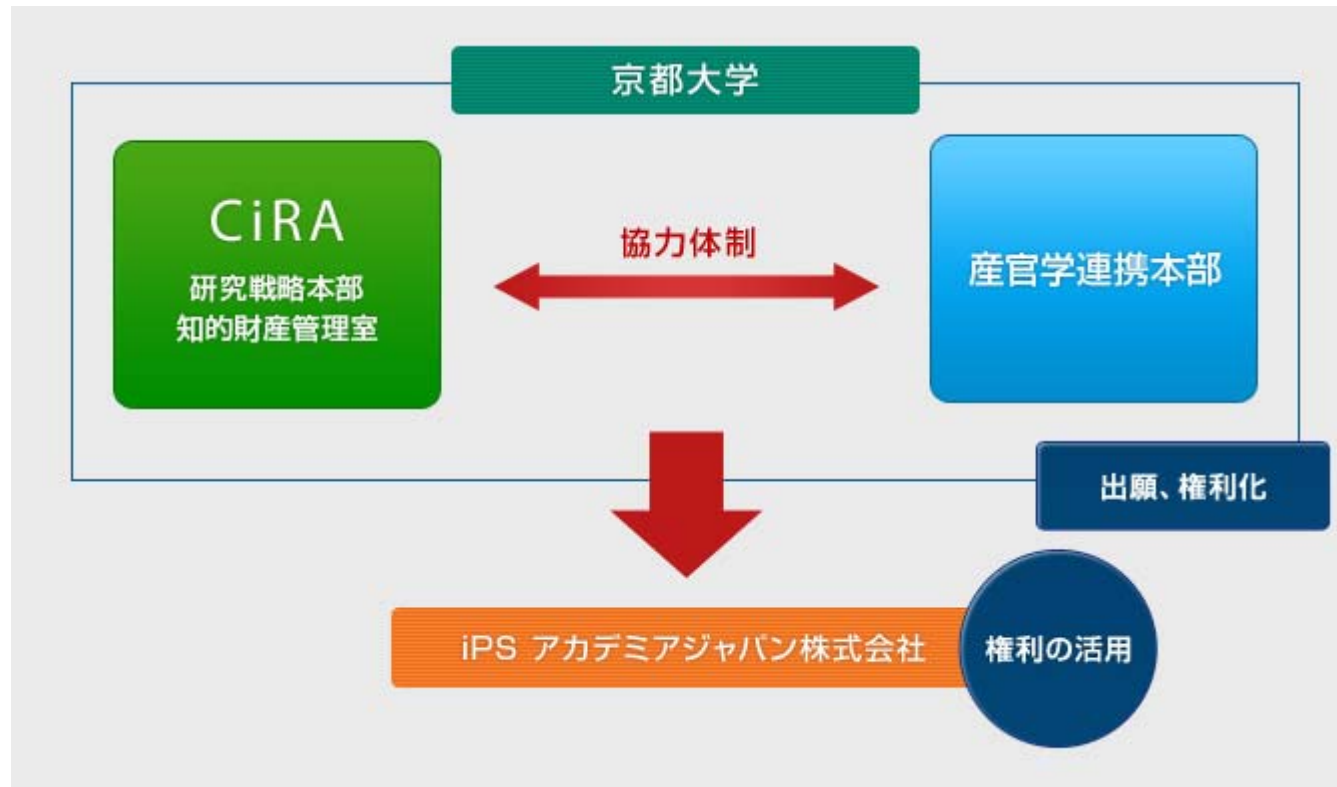 京都大学
CiRA
研究戦略本部
知的財産管理室
協力体制
産官学連携本部
出願、権利化
iPS アカデミアジャパン株式会社
権利の活用